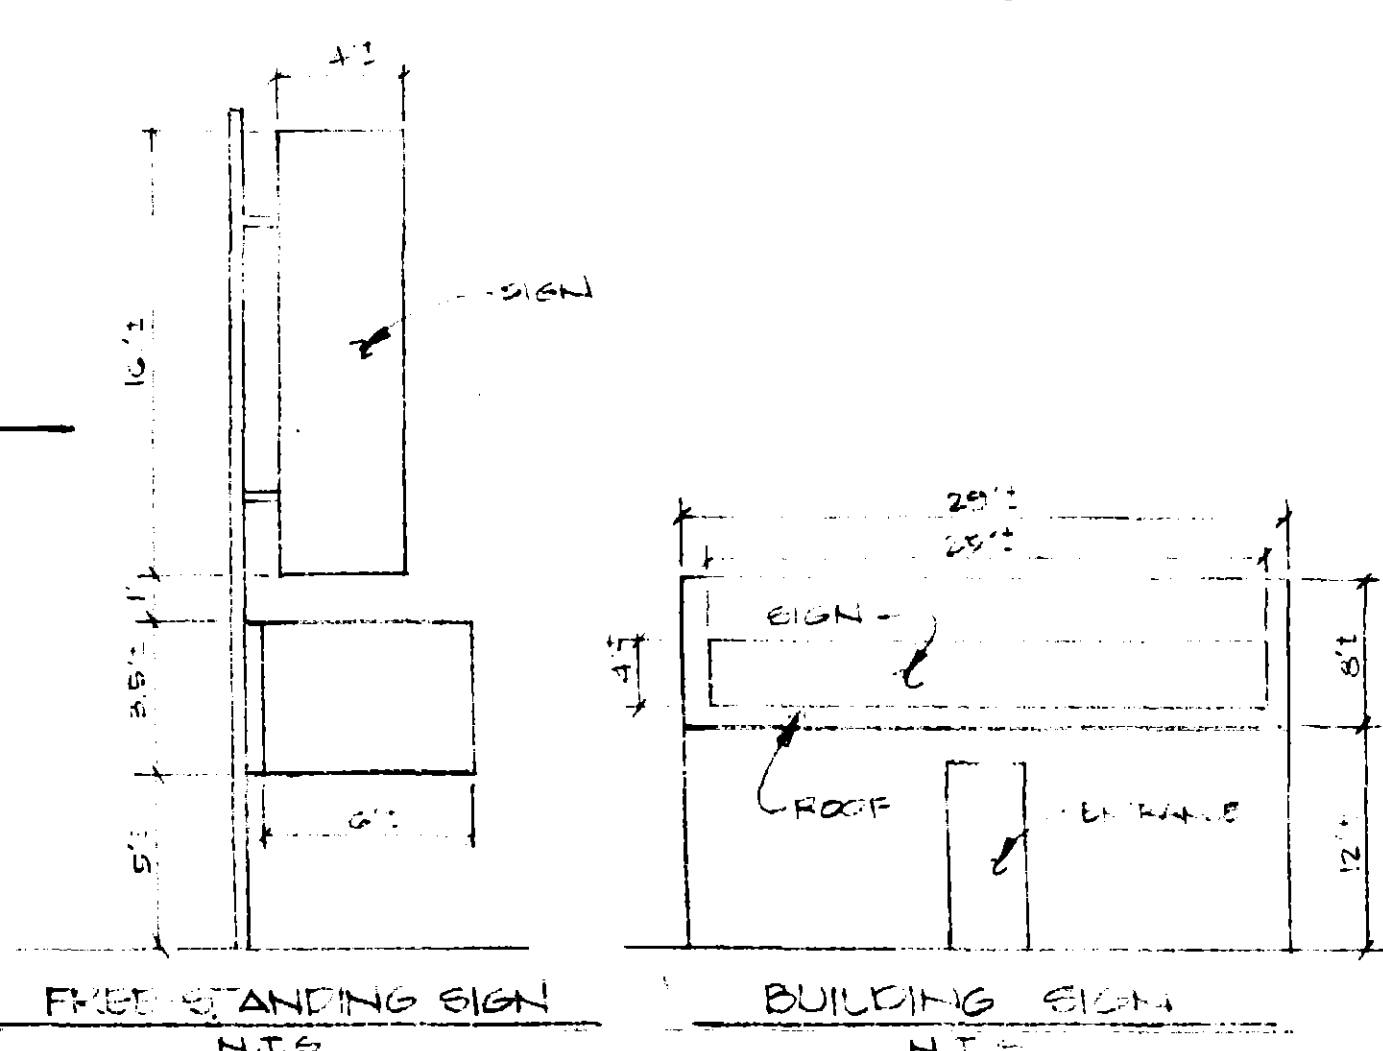 4'±
16'±
SIGN
1'
3.5'±
6'±
5'±
FREE STANDING SIGN
N.T.S
29'±
25'±
SIGN
4'±
8'±
ROOF
ENTRANCE
12'±
BUILDING SIGN
N.T.S